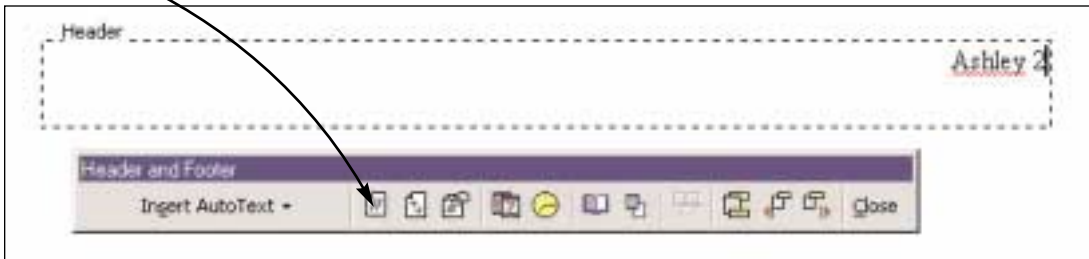 Header
Ashley 2
Header and Footer
Insert AutoText
Close